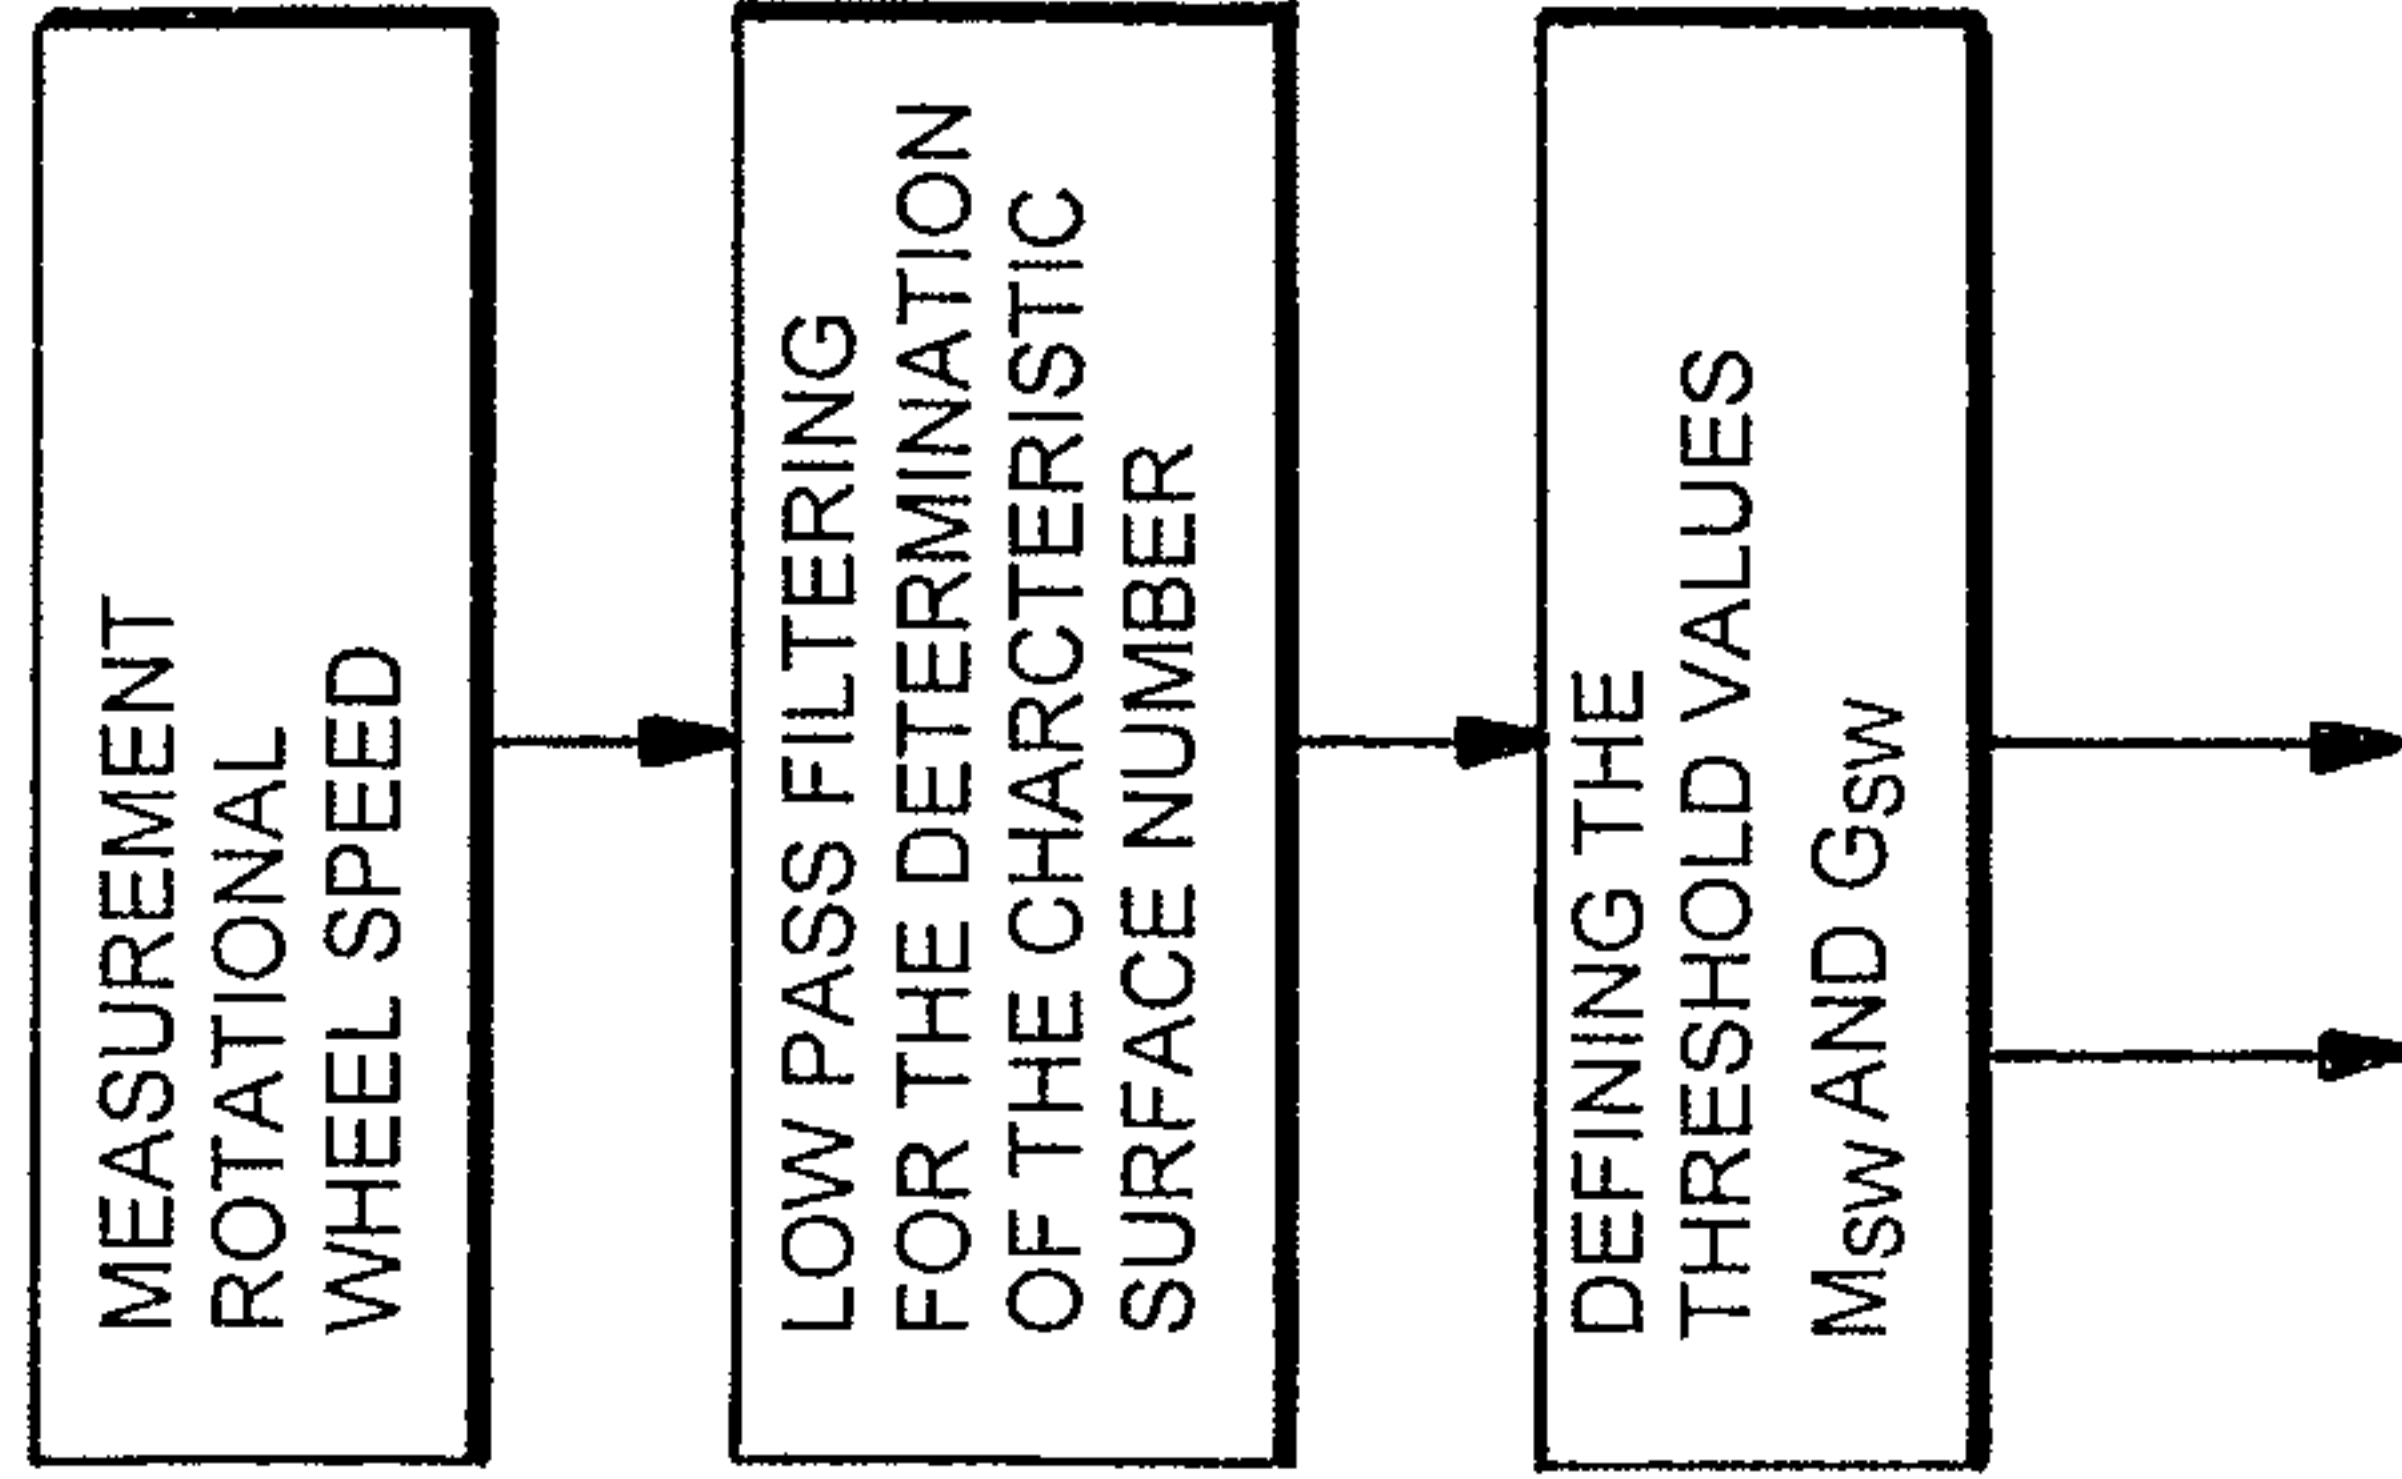 MEASUREMENT
ROTATIONAL
WHEEL SPEED
LOW PASS FILTERING
FOR THE DETERMINATION
OF THE CHARCTERISTIC
SURFACE NUMBER
DEFINING THE
THRESHOLD VALUES
MSW AND GSW